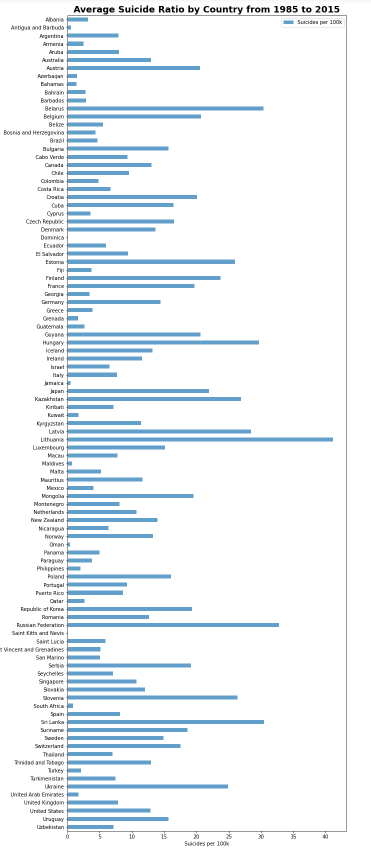 Average Suicide Ratio by Country from 1985 to 2015
Suicides per 100k
Albania
Antigua and Barbuda
Argentina
Armenia
Aruba
Australia
Austria
Azerbaijan
Bahamas
Bahrain
Barbados
Belarus
Belgium
Belize
Bosnia and Herzegovina
Brazil
Bulgaria
Cabo Verde
Canada
Chile
Colombia
Costa Rica
Croatia
Cuba
Cyprus
Czech Republic
Denmark
Dominica
Ecuador
El Salvador
Estonia
Fiji
Finland
France
Georgia
Germany
Greece
Grenada
Guatemala
Guyana
Hungary
Iceland
Ireland
Israel
Italy
Jamaica
Japan
Kazakhstan
Kiribati
Kuwait
Kyrgyzstan
Latvia
Lithuania
Luxembourg
Macau
Maldives
Malta
Mauritius
Mexico
Mongolia
Montenegro
Netherlands
New Zealand
Nicaragua
Norway
Oman
Panama
Paraguay
Philippines
Poland
Portugal
Puerto Rico
Qatar
Republic of Korea
Romania
Russian Federation
Saint Kitts and Nevis
Saint Lucia
t Vincent and Grenadines
San Marino
Serbia
Seychelles
Singapore
Slovakia
Slovenia
South Africa
Spain
Sri Lanka
Suriname
Sweden
Switzerland
Thailand
Trinidad and Tobago
Turkey
Turkmenistan
Ukraine
United Arab Emirates
United Kingdom
United States
Uruguay
Uzbekistan
0 5 10 15 20 25 30 35 40
Suicides per 100k